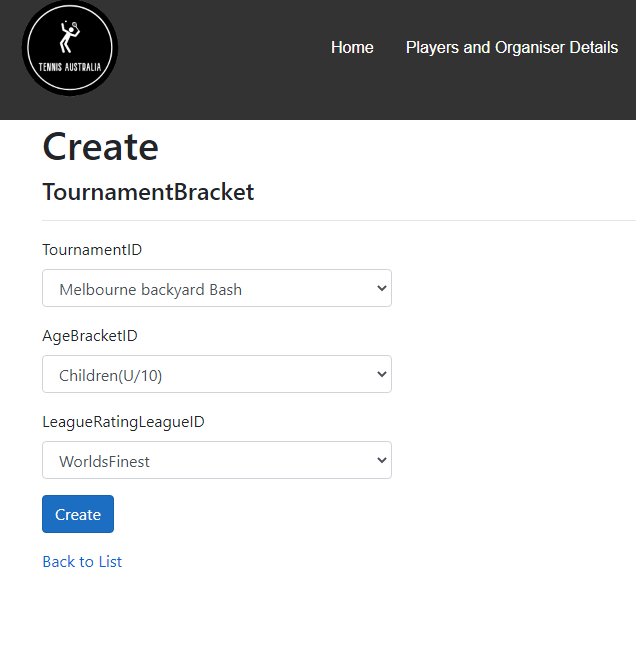 TENNIS AUSTRALIA
Home Players and Organiser Details
Create
TournamentBracket
TournamentID
Melbourne backyard Bash
AgeBracketID
Children(U/10)
LeagueRatingLeagueID
WorldsFinest
Create
Back to List